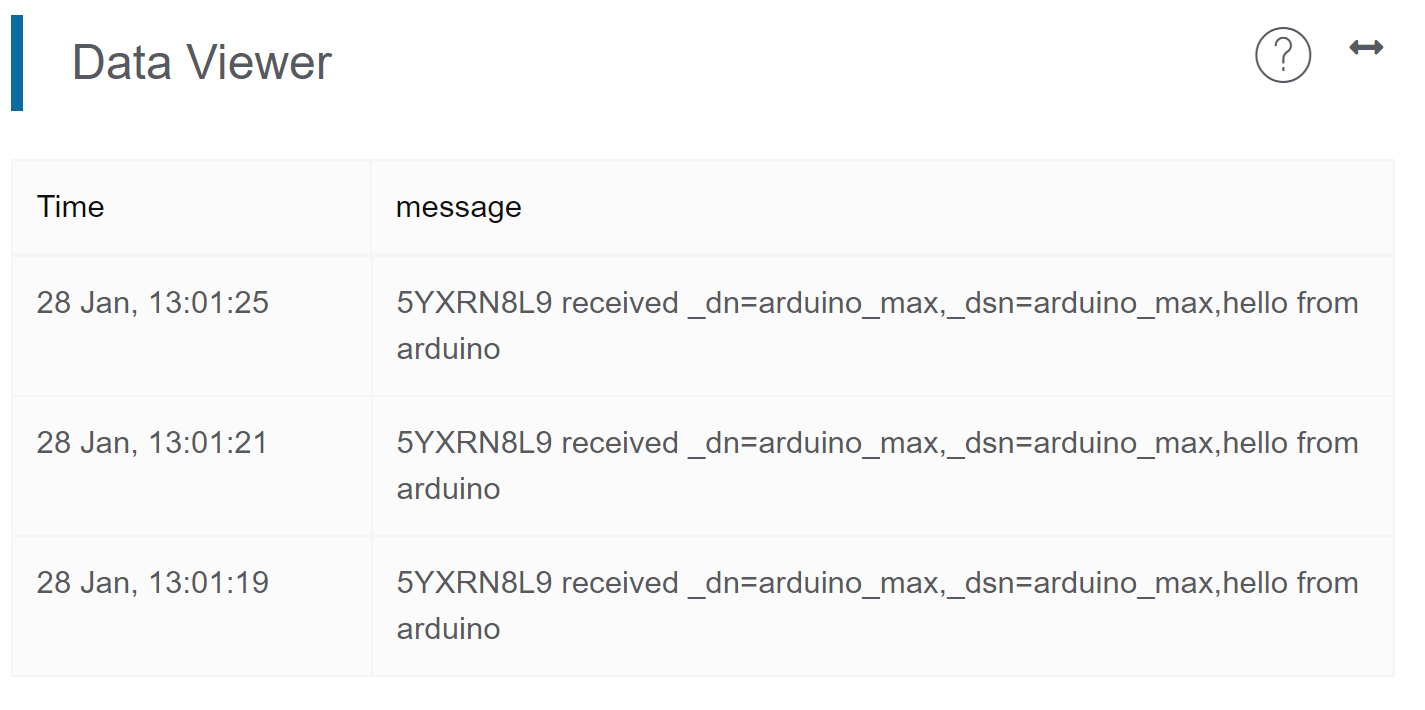 Data Viewer
?
Time message
28 Jan, 13:01:25 5YXRN8L9 received _dn=arduino_max,_dsn=arduino_max,hello from
arduino
28 Jan, 13:01:21 5YXRN8L9 received _dn=arduino_max,_dsn=arduino_max,hello from
arduino
28 Jan, 13:01:19 5YXRN8L9 received _dn=arduino_max,_dsn=arduino_max,hello from
arduino